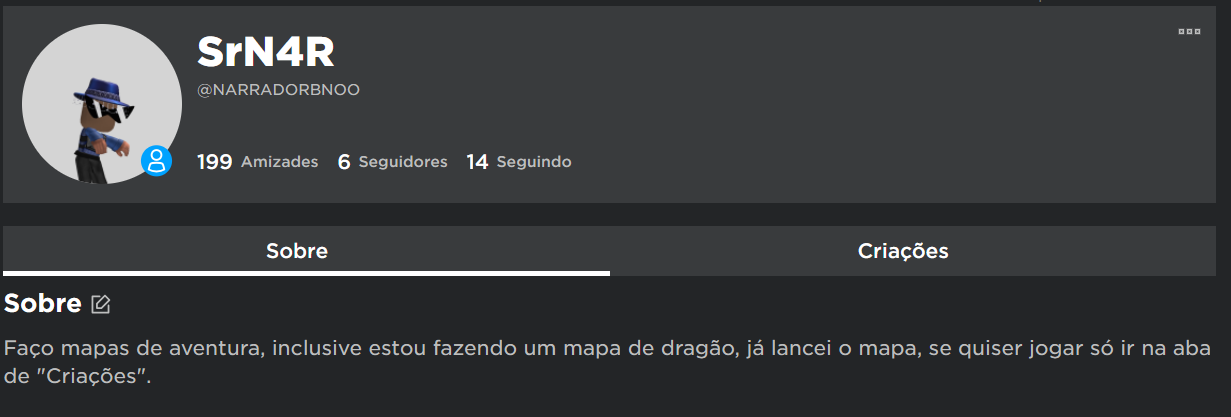 SrN4R
@NARRADORBNOO
199 Amizades 6 Seguidores 14 Seguindo
Sobre Criações
Sobre
Faço mapas de aventura, inclusive estou fazendo um mapa de dragão, já lancei o mapa, se quiser jogar só ir na aba
de "Criações".